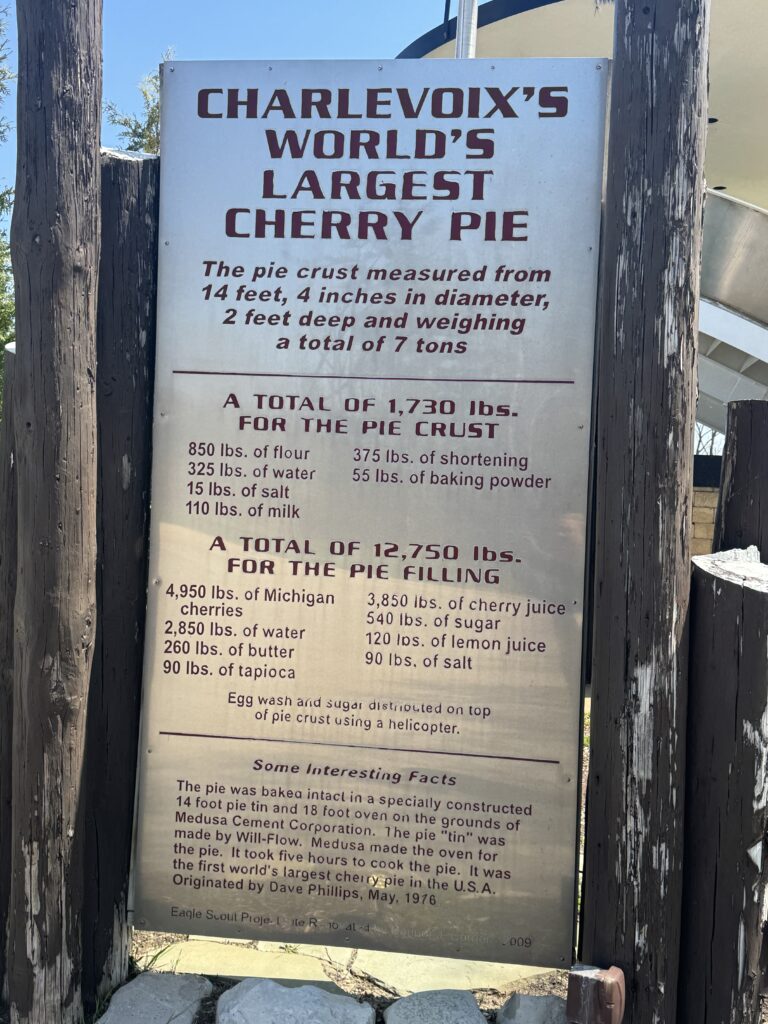 CHARLEVOIX'S
WORLD'S
LARGEST
CHERRY PIE
The pie crust measured from
14 feet, 4 inches in diameter,
2 feet deep and weighing
a total of 7 tons
A TOTAL OF 1,730 lbs.
FOR THE PIE CRUST
850 lbs. of flour
325 lbs. of water
15 lbs. of salt
110 lbs. of milk
375 lbs. of shortening
55 lbs. of baking powder
A TOTAL OF 12,750 lbs.
FOR THE PIE FILLING
4,950 lbs. of Michigan
cherries
2,850 lbs. of water
260 lbs. of butter
90 lbs. of tapioca
3,850 lbs. of cherry juice
540 lbs. of sugar
120 lbs. of lemon juice
90 lbs. of salt
Egg wash and sugar distributed on top
of pie crust using a helicopter.
Some Interesting Facts
The pie was baked intact in a specially constructed
14 foot pie tin and 18 foot oven on the grounds of
Medusa Cement Corporation. The pie "tin" was
made by Will-Flow. Medusa made the oven for
the pie. It took five hours to cook the pie. It was
the first world's largest cherry pie in the U.S.A.
Originated by Dave Phillips, May, 1976
Eagle Scout